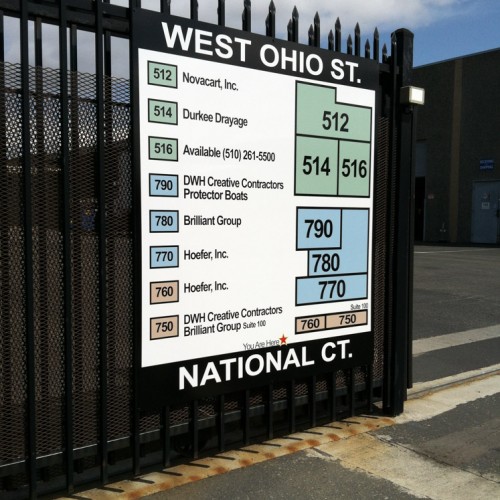 WEST OHIO ST.
512 Novacart, Inc.
514 Durkee Drayage
516 Available (510) 261-5500
790 DWH Creative Contractors
Protector Boats
780 Brilliant Group
770 Hoefer, Inc.
760 Hoefer, Inc.
750 DWH Creative Contractors
Brilliant Group Suite 100
512
514 516
790
780
770
Suite 100
760 750
You Are Here
NATIONAL CT.